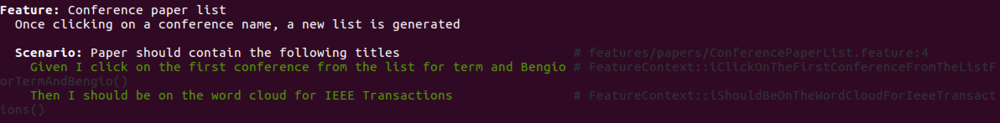 Feature: Conference paper list
Once clicking on a conference name, a new list is generated
Scenario: Paper should contain the following titles # features/papers/ConferencePaperList.feature:4
Given I click on the first conference from the list for term and Bengio # FeatureContext::iClickOnTheFirstConferenceFromTheListF
orTermAndBengio()
Then I should be on the word cloud for IEEE Transactions # FeatureContext::iShouldBeOnTheWordCloudForIeeeTransact
ions()